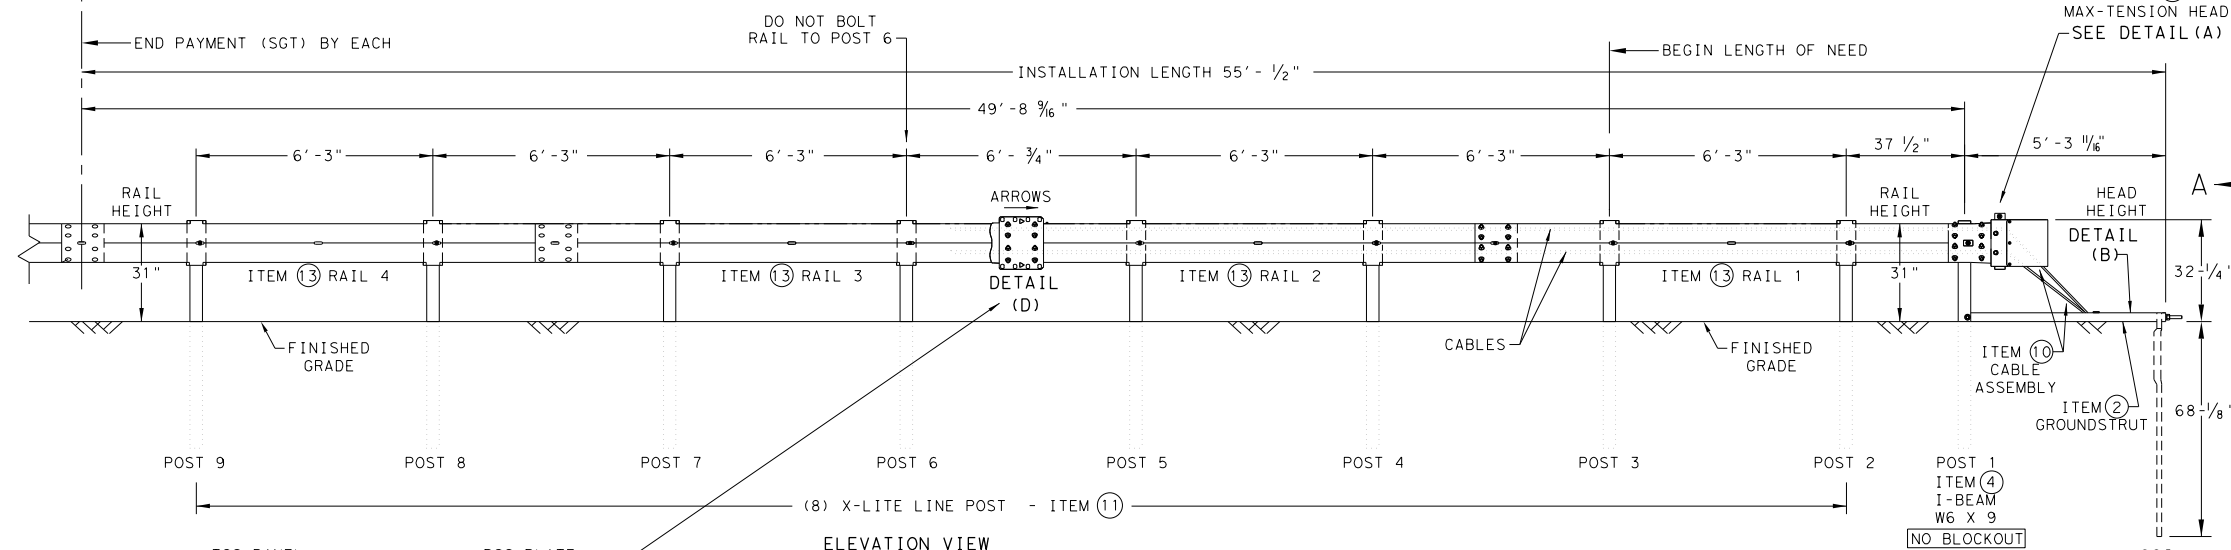 MAX-TENSION HEAD
SEE DETAIL(A)
DO NOT BOLT
RAIL TO POST 6
END PAYMENT (SGT) BY EACH
BEGIN LENGTH OF NEED
INSTALLATION LENGTH 55'- 1/2"
49'-8 9/16"
6'-3"
6'-3"
6'-3"
6'- 3/4"
6'-3"
6'-3"
6'-3"
37 1/2"
5'-3 11/16"
A
RAIL
HEIGHT
ARROWS
RAIL
HEIGHT
HEAD
HEIGHT
DETAIL
(B)
31"
ITEM 13 RAIL 4
ITEM 13 RAIL 3
DETAIL
(D)
ITEM 13 RAIL 2
ITEM 13 RAIL 1
31"
32-1/4"
FINISHED
GRADE
CABLES
FINISHED
GRADE
ITEM 10
CABLE
ASSEMBLY
ITEM 2
GROUNDSTRUT
68-1/8"
POST 9
POST 8
POST 7
POST 6
POST 5
POST 4
POST 3
POST 2
POST 1
ITEM 4
I-BEAM
W6 X 9
NO BLOCKOUT
(8) X-LITE LINE POST - ITEM 11
ELEVATION VIEW